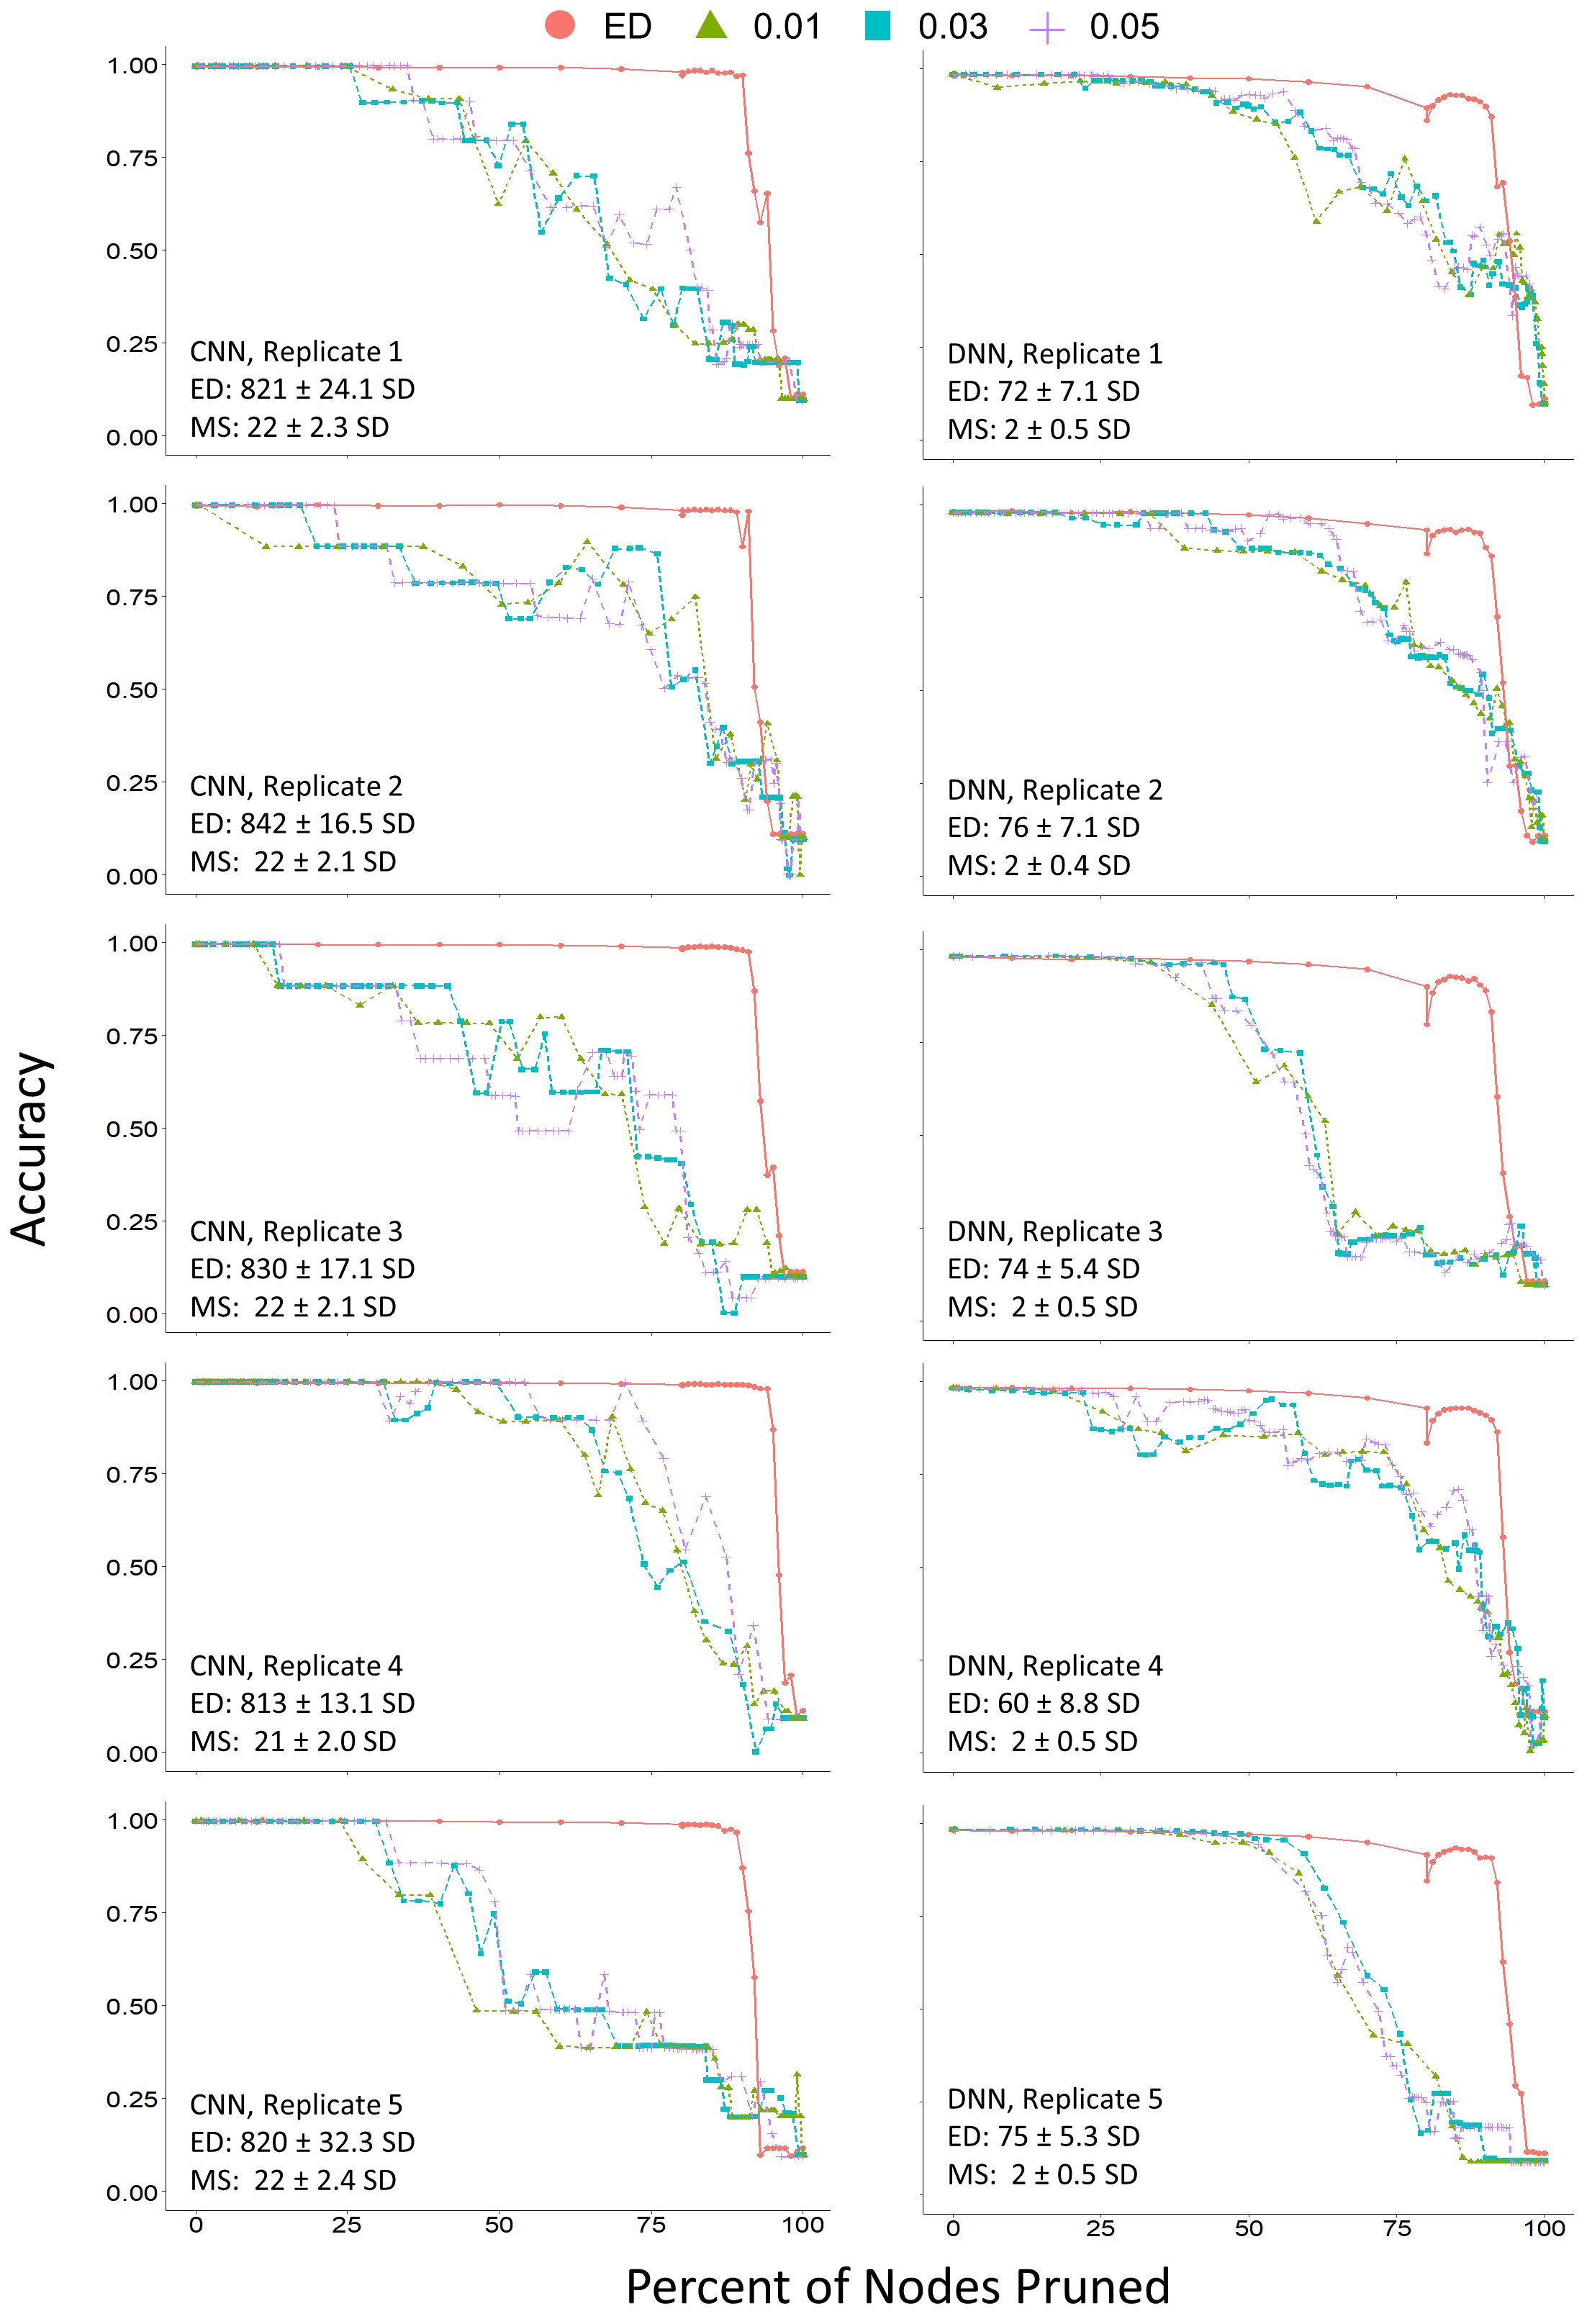 ED 0.01 0.03 0.05
1.00
0.75
0.50
0.25
0.00
CNN, Replicate 1
ED: 821 ± 24.1 SD
MS: 22 ± 2.3 SD
DNN, Replicate 1
ED: 72 ± 7.1 SD
MS: 2 ± 0.5 SD
1.00
0.75
0.50
0.25
0.00
CNN, Replicate 2
ED: 842 ± 16.5 SD
MS: 22 ± 2.1 SD
DNN, Replicate 2
ED: 76 ± 7.1 SD
MS: 2 ± 0.4 SD
1.00
0.75
0.50
0.25
0.00
CNN, Replicate 3
ED: 830 ± 17.1 SD
MS: 22 ± 2.1 SD
DNN, Replicate 3
ED: 74 ± 5.4 SD
MS: 2 ± 0.5 SD
Accuracy
1.00
0.75
0.50
0.25
0.00
CNN, Replicate 4
ED: 813 ± 13.1 SD
MS: 21 ± 2.0 SD
DNN, Replicate 4
ED: 60 ± 8.8 SD
MS: 2 ± 0.5 SD
1.00
0.75
0.50
0.25
0.00
CNN, Replicate 5
ED: 820 ± 32.3 SD
MS: 22 ± 2.4 SD
DNN, Replicate 5
ED: 75 ± 5.3 SD
MS: 2 ± 0.5 SD
0 25 50 75 100
0 25 50 75 100
Percent of Nodes Pruned